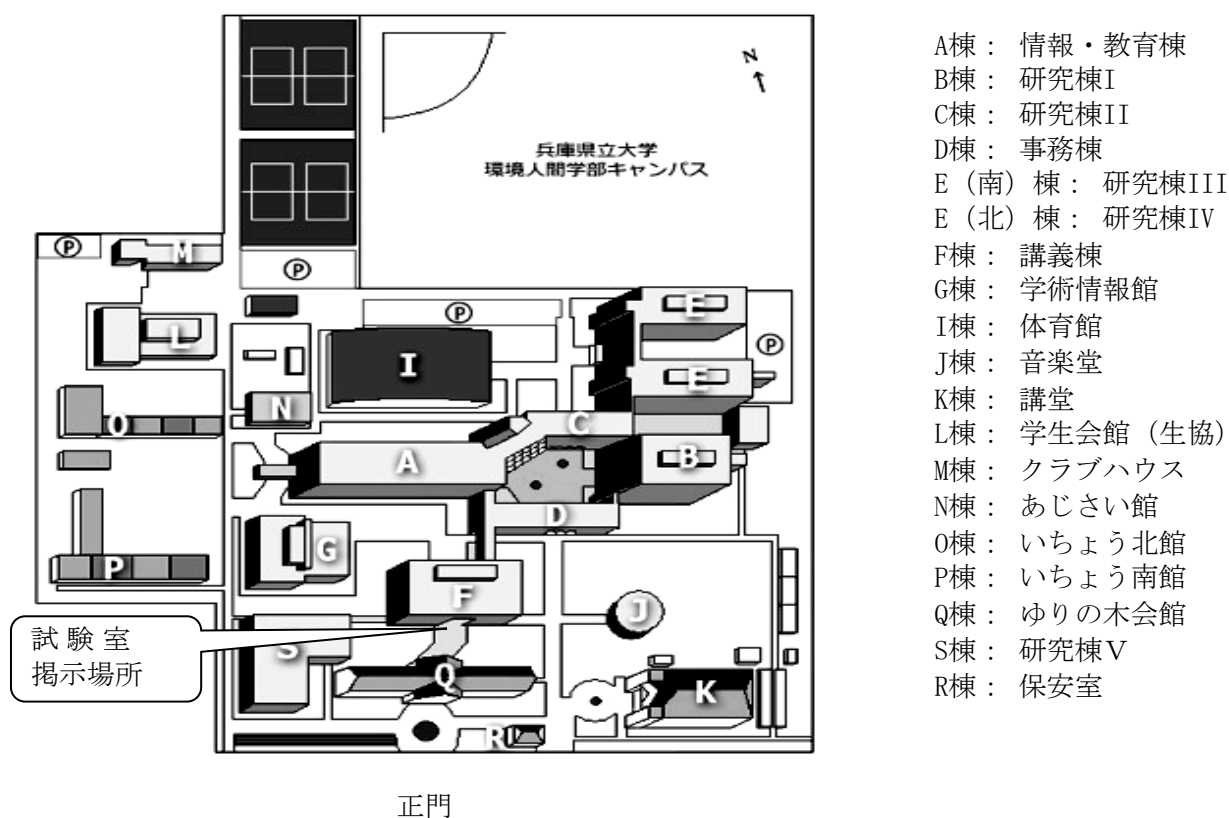 N
兵庫県立大学
環境人間学部キャンパス
P
M
P
P
L
I
E
P
E
N
O
C
A
B
D
G
P
F
J
試験室
掲示場所
S
Q
K
R
正門
A棟： 情報・教育棟
B棟： 研究棟I
C棟： 研究棟II
D棟： 事務棟
E（南）棟： 研究棟III
E（北）棟： 研究棟IV
F棟： 講義棟
G棟： 学術情報館
I棟： 体育館
J棟： 音楽堂
K棟： 講堂
L棟： 学生会館（生協）
M棟： クラブハウス
N棟： あじさい館
O棟： いちょう北館
P棟： いちょう南館
Q棟： ゆりの木会館
S棟： 研究棟Ⅴ
R棟： 保安室